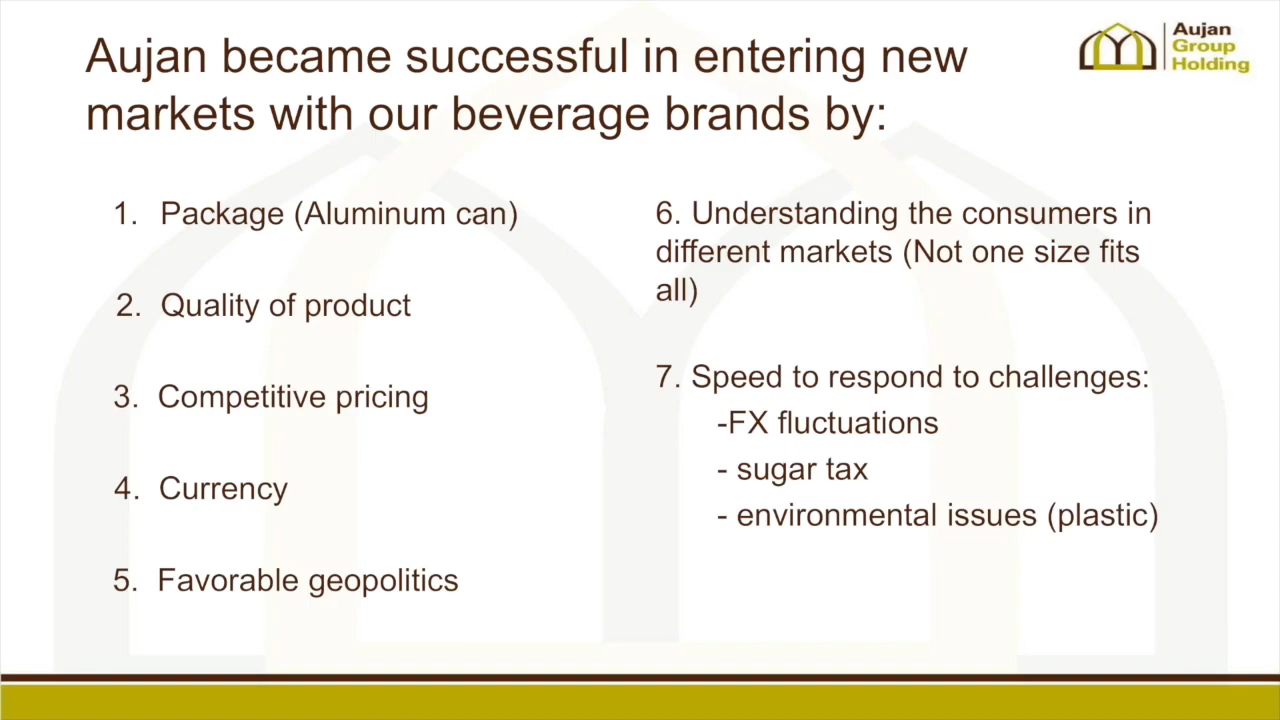 Aujan became successful in entering new
markets with our beverage brands by:
Aujan
Group
Holding
1. Package (Aluminum can)
2. Quality of product
3. Competitive pricing
4. Currency
5. Favorable geopolitics
6. Understanding the consumers in
different markets (Not one size fits
all)
7. Speed to respond to challenges:
-FX fluctuations
- sugar tax
- environmental issues (plastic)